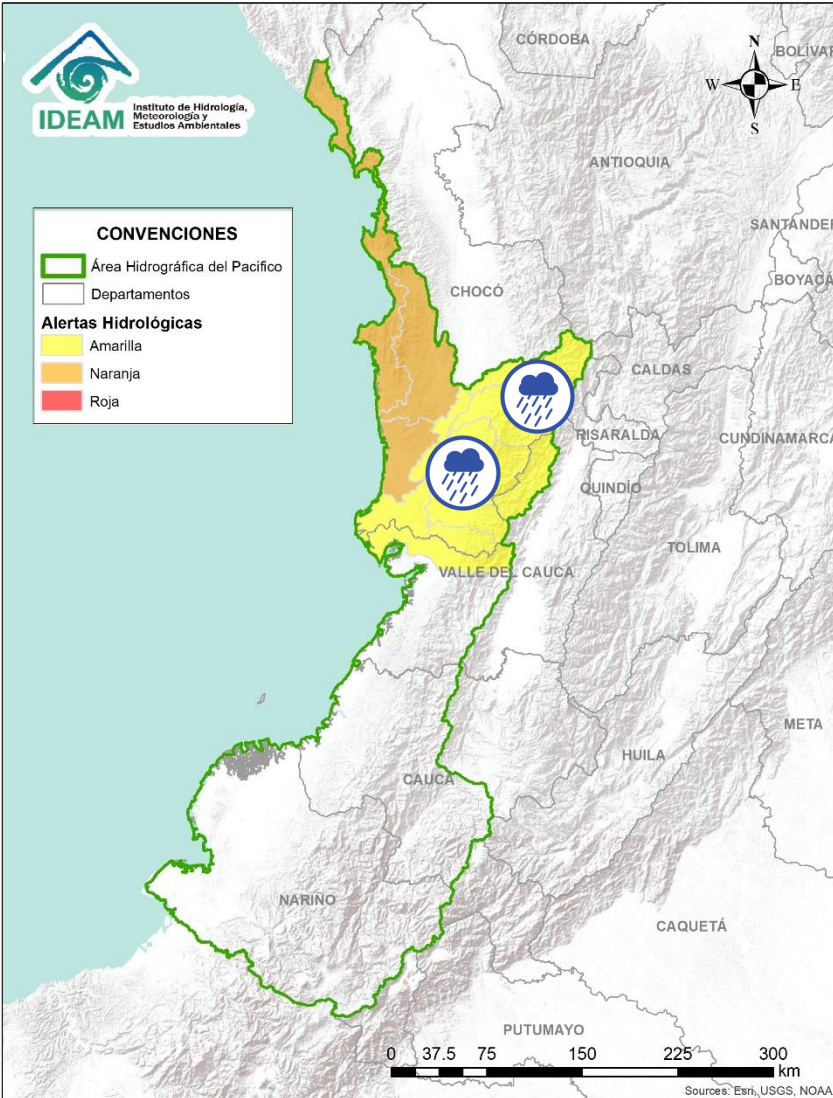 IDEAM
Instituto de Hidrología,
Meteorología y
Estudios Ambientales
CÓRDOBA
BOLÍVAR
N
W
E
S
ANTIOQUIA
SANTANDER
BOYACÁ
CONVENCIONES
Área Hidrográfica del Pacifico
Departamentos
Alertas Hidrológicas
Amarilla
Naranja
Roja
CHOCÓ
CALDAS
RISARALDA
CUNDINAMARCA
QUINDÍO
TOLIMA
VALLE DEL CAUCA
META
HUILA
CAUCA
NARIÑO
CAQUETÁ
PUTUMAYO
0 37.5 75 150 225 300
km
Sources: Esri, USGS, NOAA